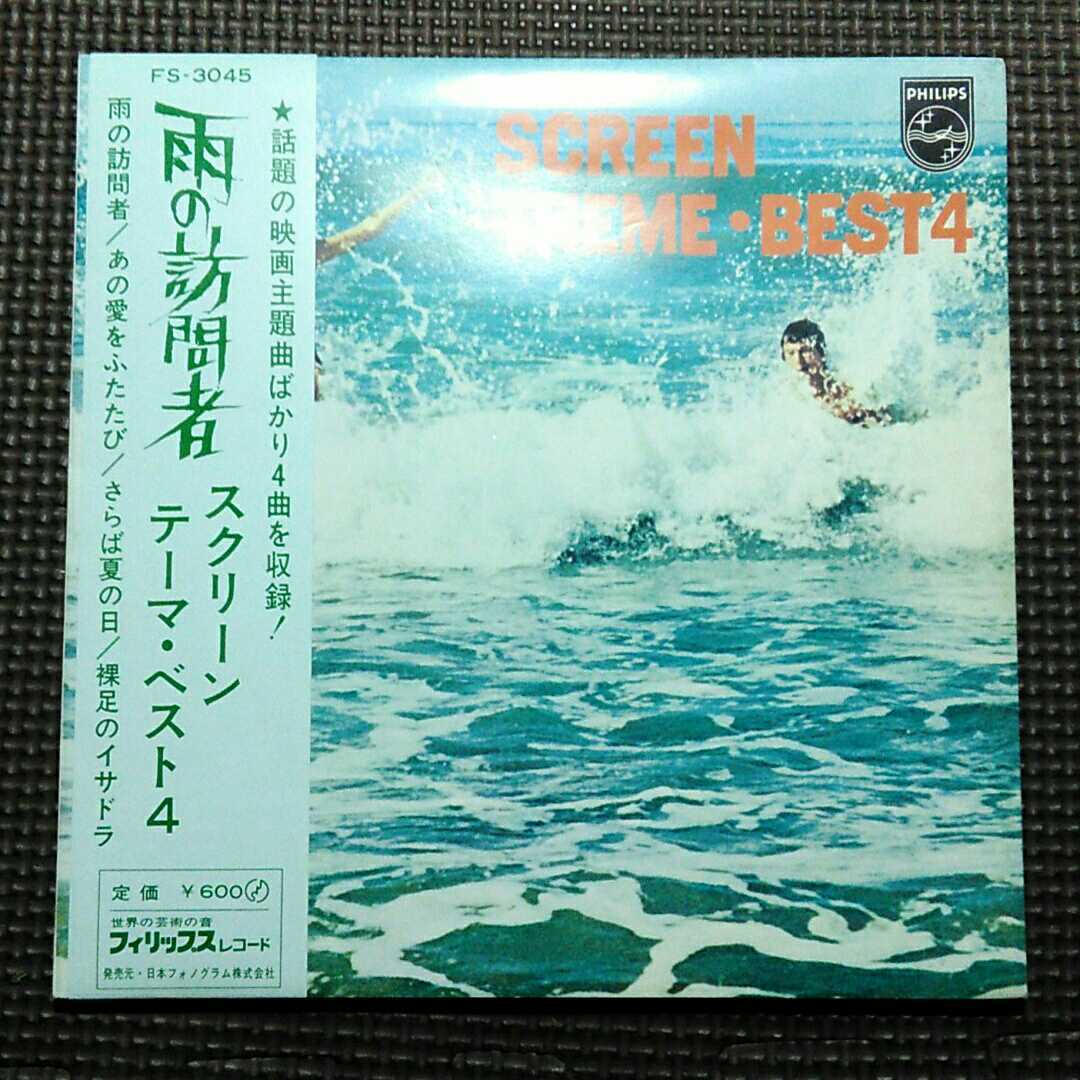 FS-3045
★話題の映画主題曲ばかり4曲を収録!
雨の訪問者
スクリーン
テーマ・ベスト4
雨の訪問者/あの愛をふたたび/さらば夏の日/裸足のイサドラ
定価 ¥600
世界の芸術の音
フィリップスレコード
発売元・日本フォノグラム株式会社
SCREEN
THEME・BEST4
PHILIPS